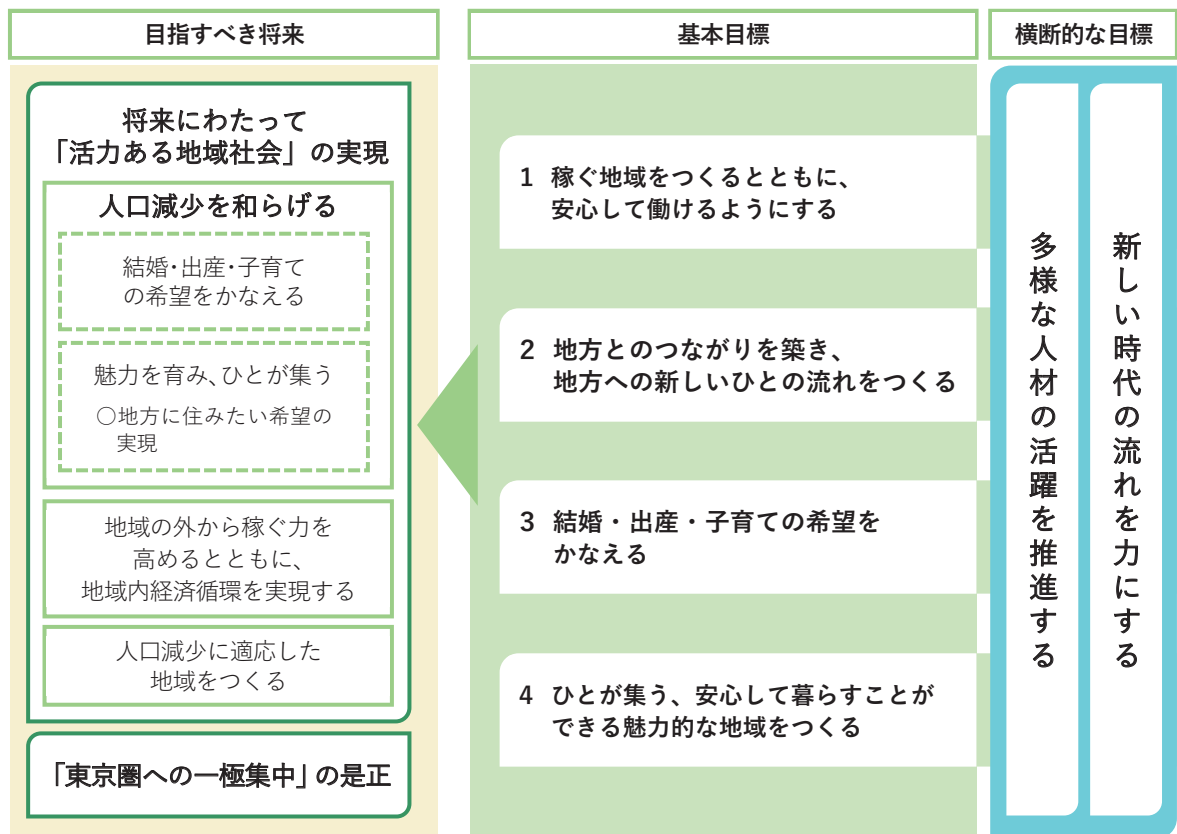 目指すべき将来
将来にわたって
「活力ある地域社会」の実現
人口減少を和らげる
結婚・出産・子育て
の希望をかなえる
魅力を育み、ひとが集う
○地方に住みたい希望の
実現
地域の外から稼ぐ力を
高めるとともに、
地域内経済循環を実現する
人口減少に適応した
地域をつくる
「東京圏への一極集中」の是正
基本目標
1 稼ぐ地域をつくるとともに、
安心して働けるようにする
2 地方とのつながりを築き、
地方への新しいひとの流れをつくる
3 結婚・出産・子育ての希望を
かなえる
4 ひとが集う、安心して暮らすことが
できる魅力的な地域をつくる
横断的な目標
新しい時代の流れを力にする
多様な人材の活躍を推進する